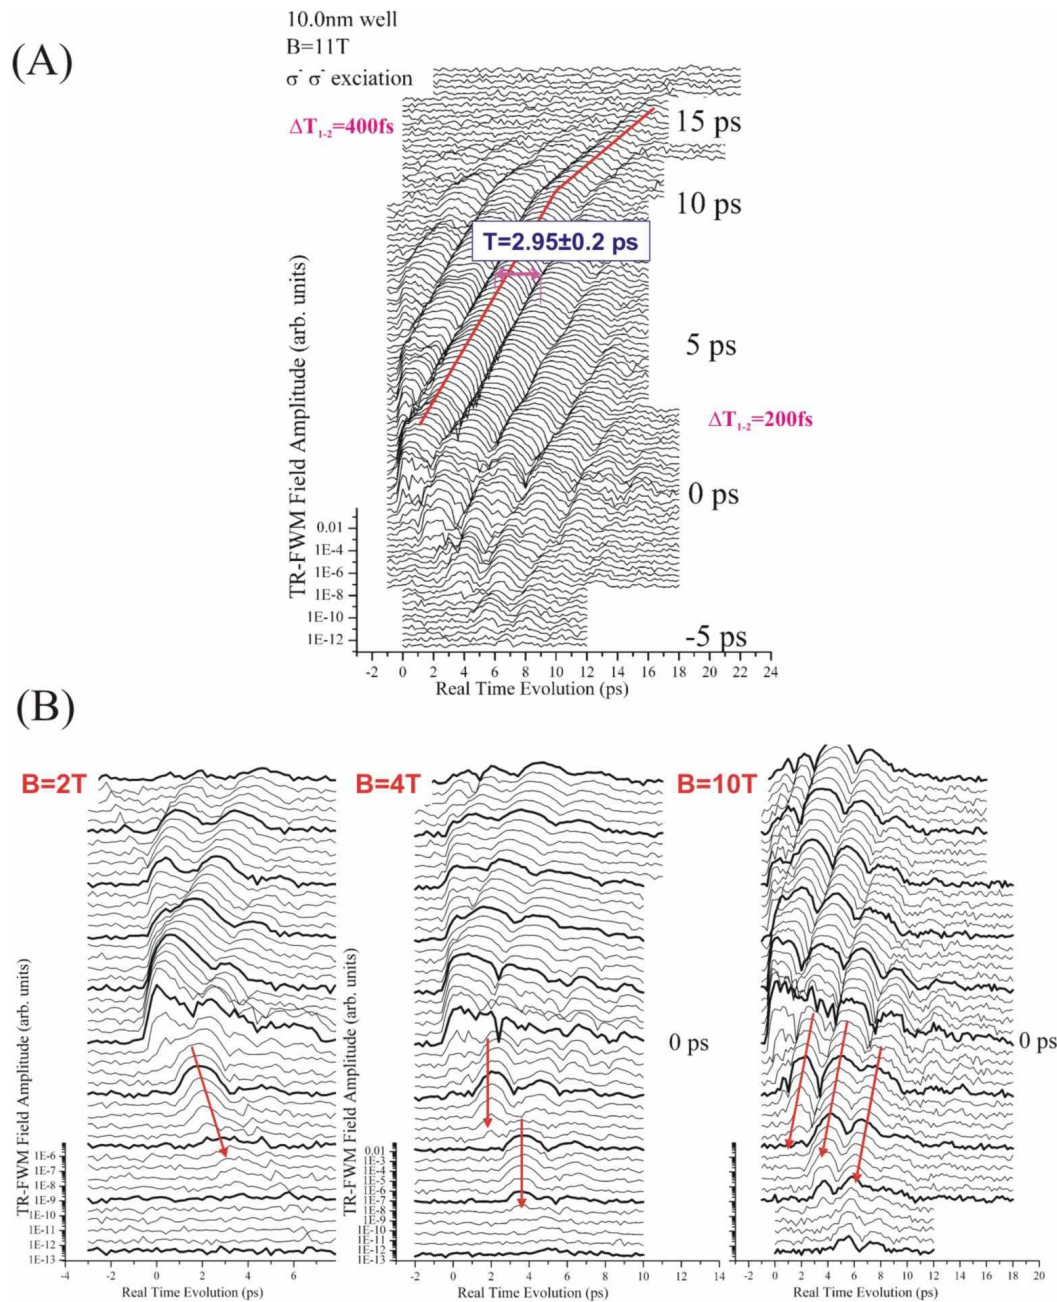 (A)
10.0nm well
B=11T
σ⁻ σ⁻ exciation
ΔT₁₋₂=400fs
15 ps
10 ps
T=2.95±0.2 ps
5 ps
ΔT₁₋₂=200fs
0 ps
-5 ps
TR-FWM Field Amplitude (arb. units)
0.01
1E-4
1E-6
1E-8
1E-10
1E-12
-2 0 2 4 6 8 10 12 14 16 18 20 22 24
Real Time Evolution (ps)
(B)
B=2T
TR-FWM Field Amplitude (arb. units)
1E-6
1E-7
1E-8
1E-9
1E-10
1E-11
1E-12
1E-13
-4 -2 0 2 4 6
Real Time Evolution (ps)
B=4T
0 ps
TR-FWM Field Amplitude (arb. units)
0.01
1E-3
1E-4
1E-5
1E-6
1E-7
1E-8
1E-9
1E-10
1E-11
1E-12
1E-13
-2 0 2 4 6 8 10 14
Real Time Evolution (ps)
B=10T
0 ps
-2 0 2 4 6 8 10 12 14 16 18 20
Real Time Evolution (ps)